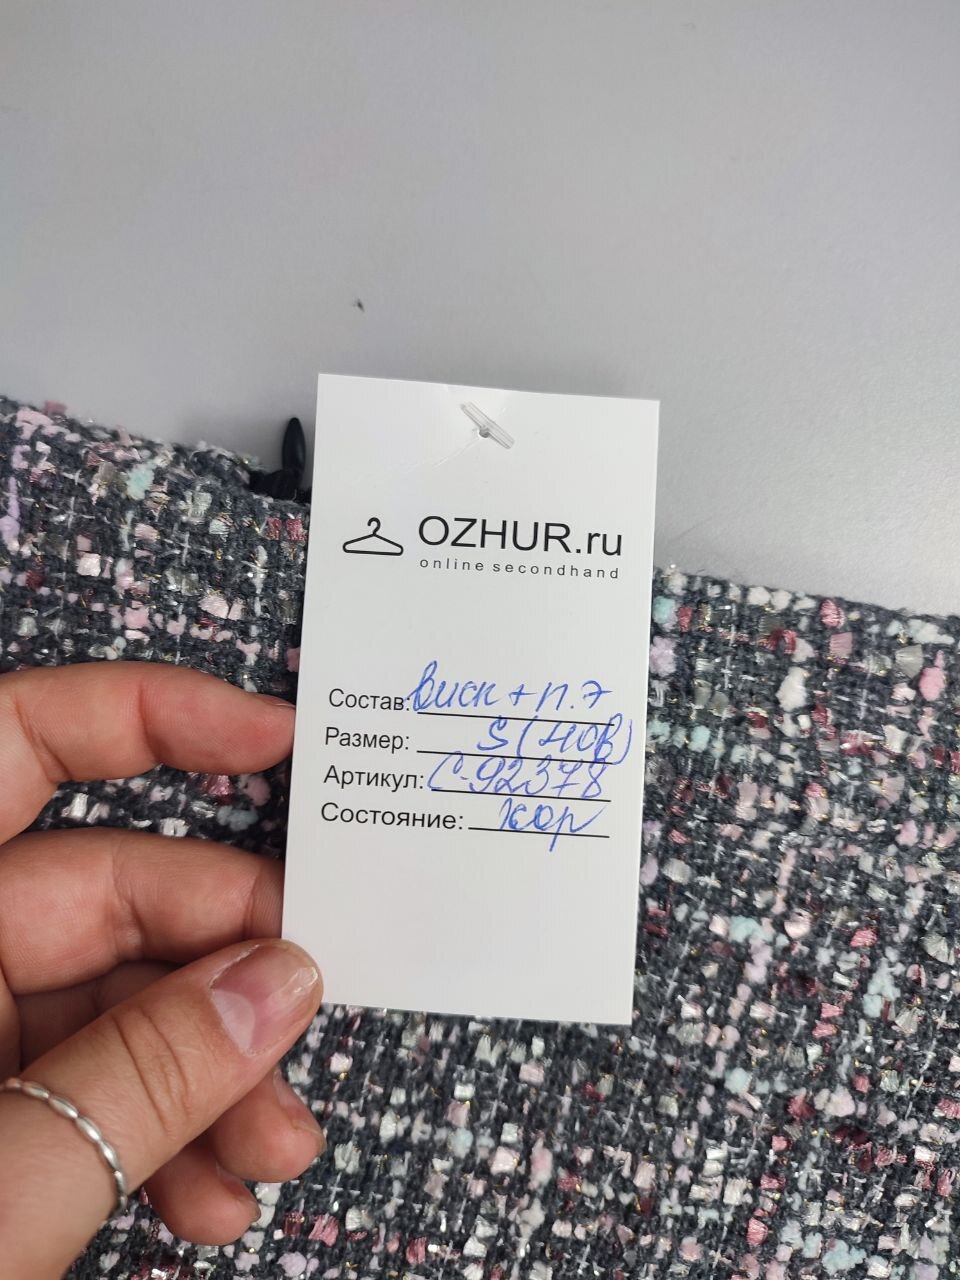 OZHUR.ru
online secondhand
Состав: виск + п.э
Размер: S (40в)
Артикул: С-92378
Состояние: хор